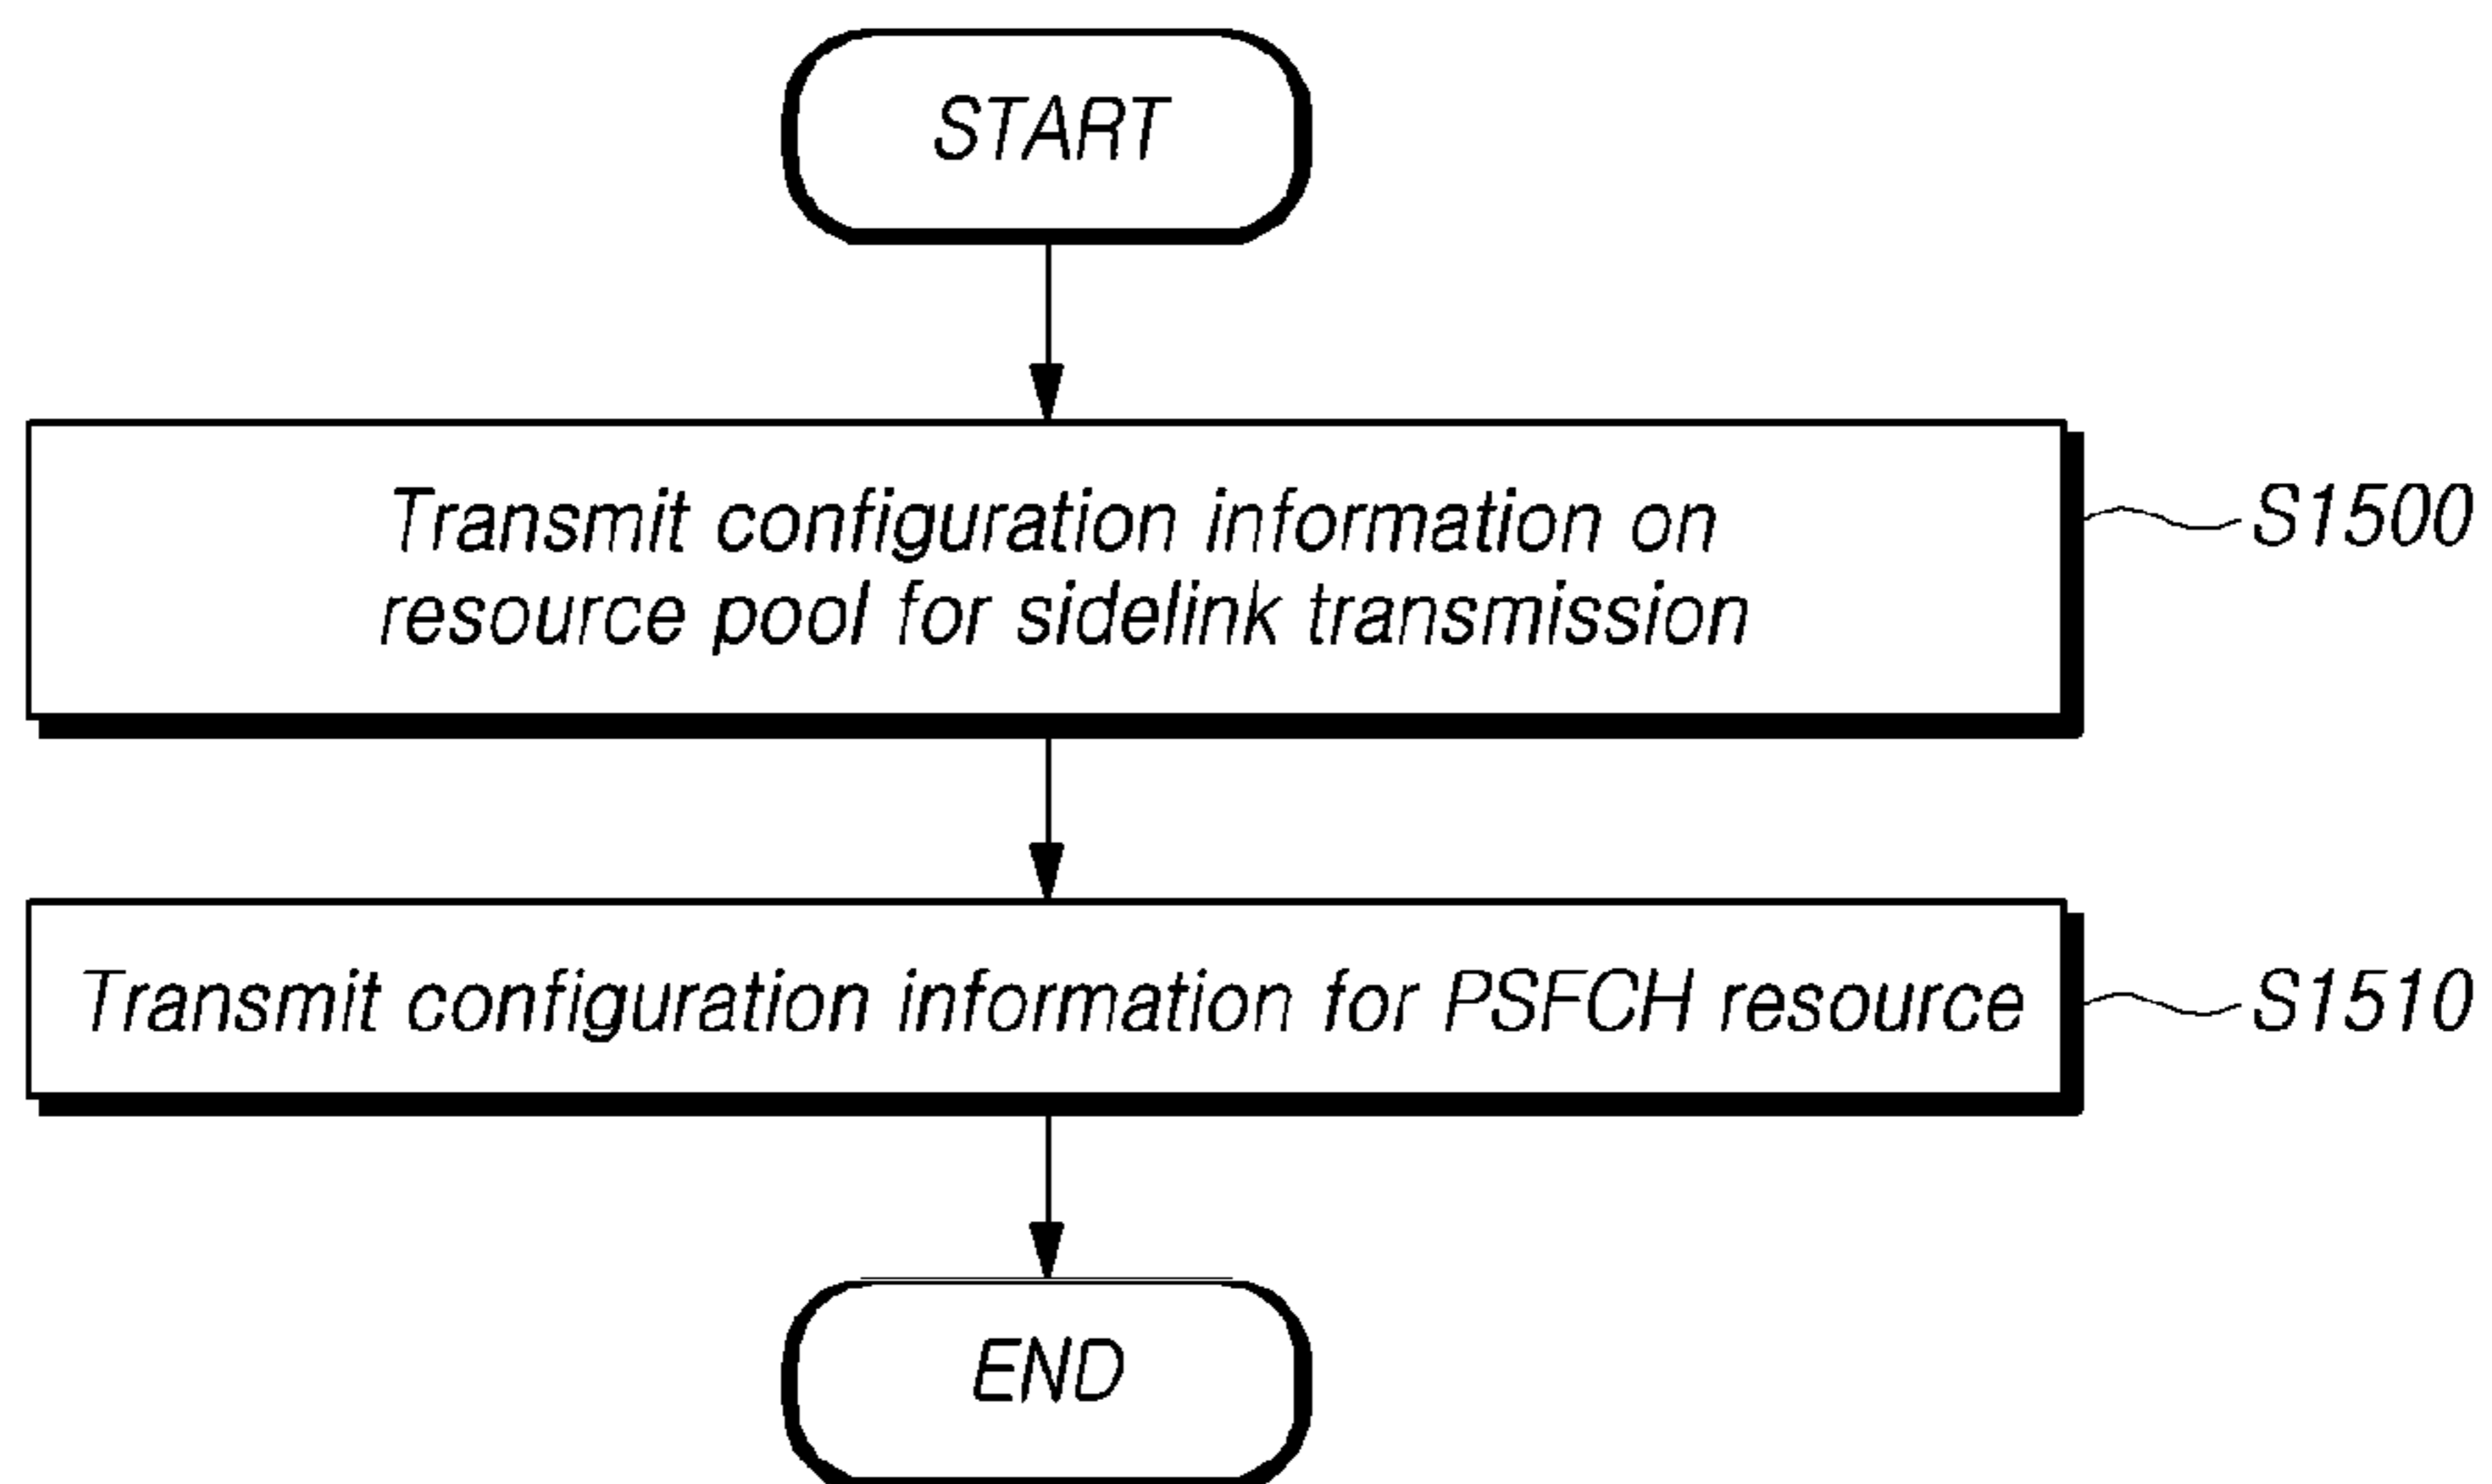 START
Transmit configuration information on
resource pool for sidelink transmission
S1500
Transmit configuration information for PSFCH resource
S1510
END